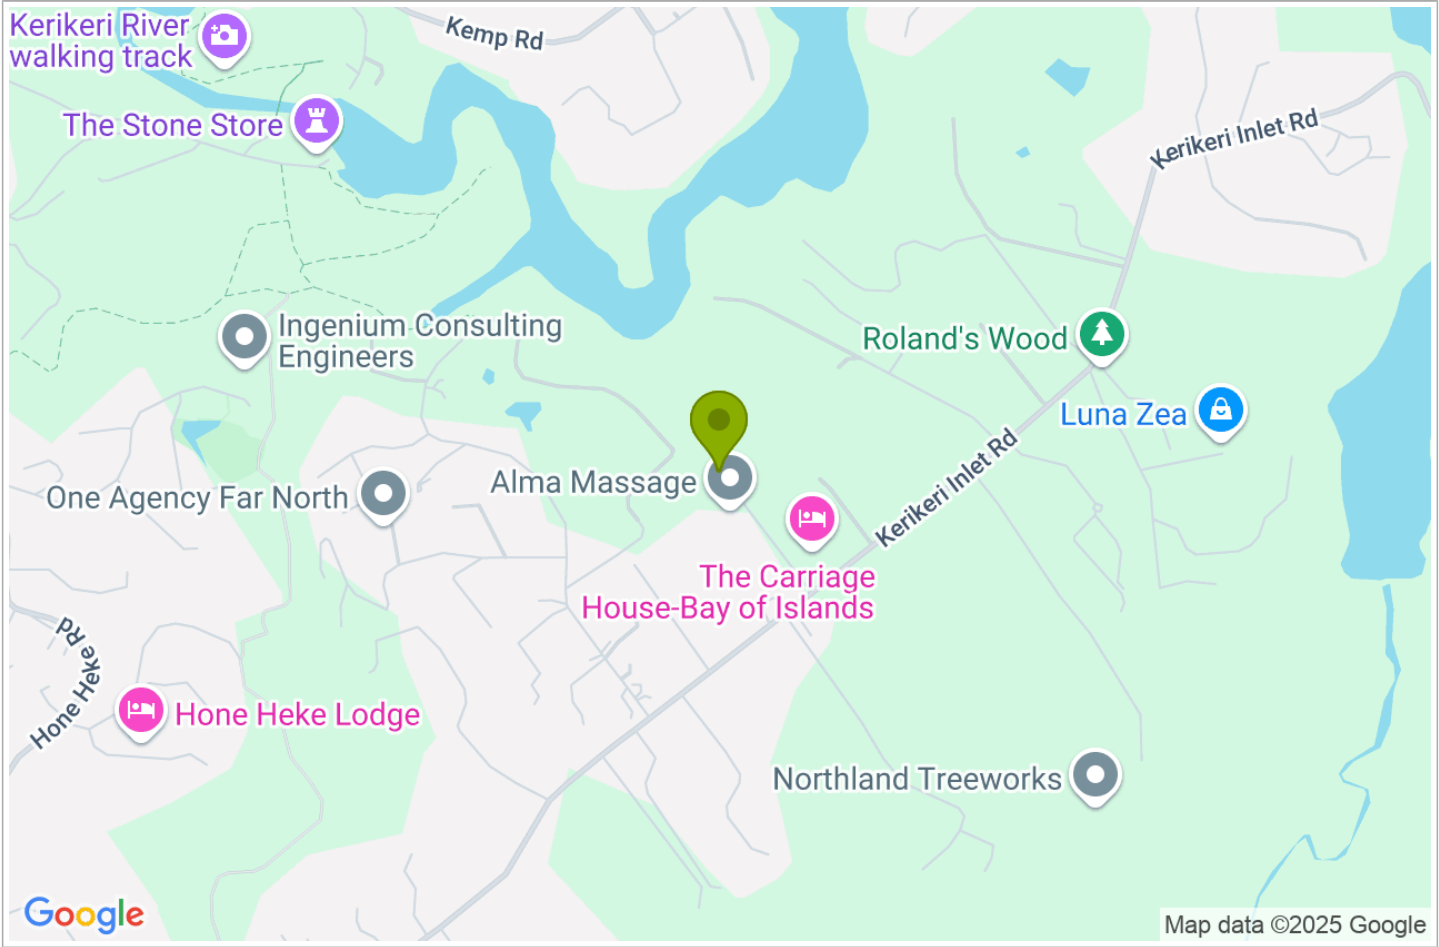 Kerikeri River
walking track
Kemp Rd
The Stone Store
Kerikeri Inlet Rd
Ingenium Consulting
Engineers
Roland's Wood
Luna Zea
Kerikeri Inlet Rd
Alma Massage
One Agency Far North
The Carriage
House-Bay of Islands
Hone Heke Rd
Hone Heke Lodge
Northland Treeworks
Google
Map data ©2025 Google